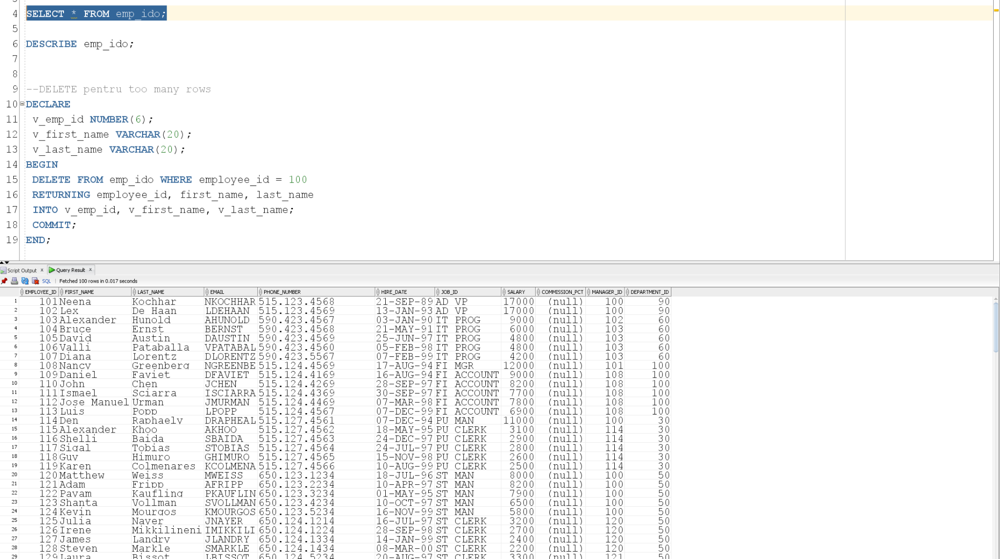 4 SELECT * FROM emp_ido;
5
6 DESCRIBE emp_ido;
7
8
9 --DELETE pentru too many rows
10 DECLARE
11 v_emp_id NUMBER(6);
12 v_first_name VARCHAR(20);
13 v_last_name VARCHAR(20);
14 BEGIN
15 DELETE FROM emp_ido WHERE employee_id = 100
16 RETURNING employee_id, first_name, last_name
17 INTO v_emp_id, v_first_name, v_last_name;
18 COMMIT;
19 END;
Script Output x Query Result x
SQL | Fetched 100 rows in 0.017 seconds
EMPLOYEE_ID FIRST_NAME LAST_NAME EMAIL PHONE_NUMBER HIRE_DATE JOB_ID SALARY COMMISSION_PCT MANAGER_ID DEPARTMENT_ID
1 101 Neena Kochhar NKOCHHAR 515.123.4568 21-SEP-89 AD VP 17000 (null) 100 90
2 102 Lex De Haan LDEHAAN 515.123.4569 13-JAN-93 AD VP 17000 (null) 100 90
3 103 Alexander Hunold AHUNOLD 590.423.4567 03-JAN-90 IT PROG 9000 (null) 102 60
4 104 Bruce Ernst BERNST 590.423.4568 21-MAY-91 IT PROG 6000 (null) 103 60
5 105 David Austin DAUSTIN 590.423.4569 25-JUN-97 IT PROG 4800 (null) 103 60
6 106 Valli Pataballa VPATABAL 590.423.4560 05-FEB-98 IT PROG 4800 (null) 103 60
7 107 Diana Lorentz DLORENTZ 590.423.5567 07-FEB-99 IT PROG 4200 (null) 103 60
8 108 Nancy Greenberg NGREENBE 515.124.4569 17-AUG-94 FI MGR 12000 (null) 101 100
9 109 Daniel Faviet DFAVIET 515.124.4169 16-AUG-94 FI ACCOUNT 9000 (null) 108 100
10 110 John Chen JCHEN 515.124.4269 28-SEP-97 FI ACCOUNT 8200 (null) 108 100
11 111 Ismael Sciarra ISCIARRA 515.124.4369 30-SEP-97 FI ACCOUNT 7700 (null) 108 100
12 112 Jose Manuel Urman JMURMAN 515.124.4469 07-MAR-98 FI ACCOUNT 7800 (null) 108 100
13 113 Luis Popp LPOPP 515.124.4567 07-DEC-99 FI ACCOUNT 6900 (null) 108 100
14 114 Den Raphaely DRAPHEAL 515.127.4561 07-DEC-94 PU MAN 11000 (null) 100 30
15 115 Alexander Khoo AKHOO 515.127.4562 18-MAY-95 PU CLERK 3100 (null) 114 30
16 116 Shelli Baida SBAIDA 515.127.4563 24-DEC-97 PU CLERK 2900 (null) 114 30
17 117 Sigal Tobias STOBIAS 515.127.4564 24-JUL-97 PU CLERK 2800 (null) 114 30
18 118 Guy Himuro GHIMURO 515.127.4565 15-NOV-98 PU CLERK 2600 (null) 114 30
19 119 Karen Colmenares KCOLMENA 515.127.4566 10-AUG-99 PU CLERK 2500 (null) 114 30
20 120 Matthew Weiss MWEISS 650.123.1234 18-JUL-96 ST MAN 8000 (null) 100 50
21 121 Adam Fripp AFRIPP 650.123.2234 10-APR-97 ST MAN 8200 (null) 100 50
22 122 Payam Kaufling PKAUFLIN 650.123.3234 01-MAY-95 ST MAN 7900 (null) 100 50
23 123 Shanta Vollman SVOLLMAN 650.123.4234 10-OCT-97 ST MAN 6500 (null) 100 50
24 124 Kevin Mourgos KMOURGOS 650.123.5234 16-NOV-99 ST MAN 5800 (null) 100 50
25 125 Julia Nayer JNAYER 650.124.1214 16-JUL-97 ST CLERK 3200 (null) 120 50
26 126 Irene Mikkilineni IMIKKILI 650.124.1224 28-SEP-98 ST CLERK 2700 (null) 120 50
27 127 James Landry JLANDRY 650.124.1334 14-JAN-99 ST CLERK 2400 (null) 120 50
28 128 Steven Markle SMARKLE 650.124.1434 08-MAR-00 ST CLERK 2200 (null) 120 50
29 129 Laura Bissot LBISSOT 650.124.5234 20-AUG-97 ST CLERK 3300 (null) 121 50